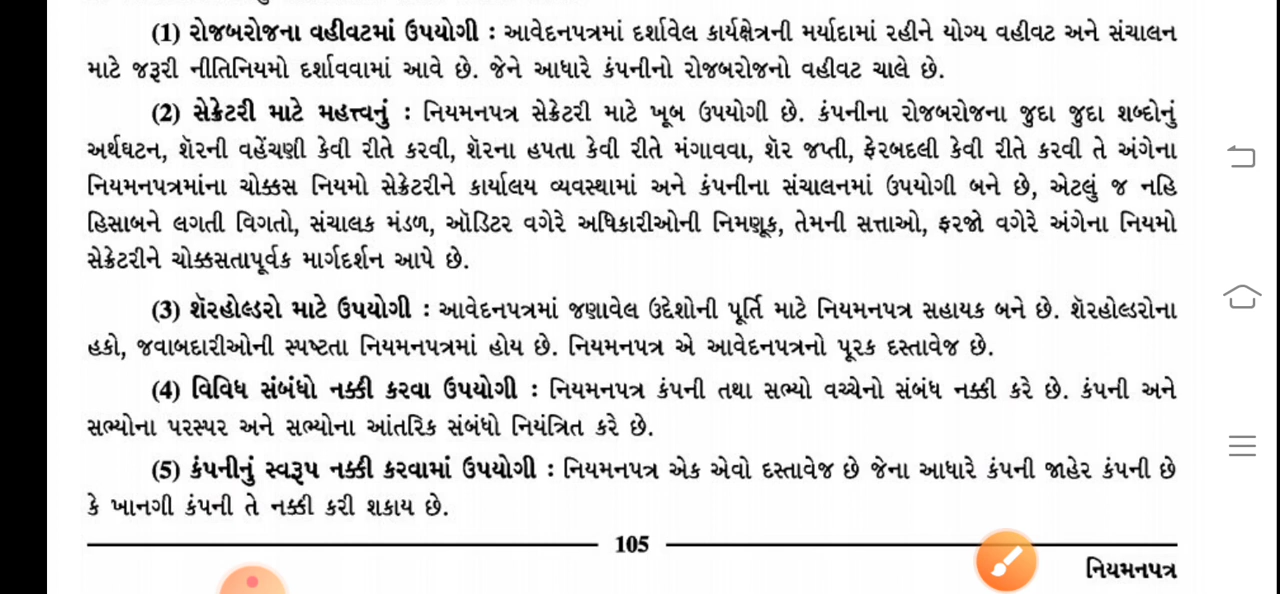 (1) રોજબરોજના વહીવટમાં ઉપયોગી : આવેદનપત્રમાં દર્શાવેલ કાર્યક્ષેત્રની મર્યાદામાં રહીને યોગ્ય વહીવટ અને સંચાલન
માટે જરૂરી નીતિનિયમો દર્શાવવામાં આવે છે. જેને આધારે કંપનીનો રોજબરોજનો વહીવટ ચાલે છે.
(2) સેક્રેટરી માટે મહત્ત્વનું : નિયમનપત્ર સેક્રેટરી માટે ખૂબ ઉપયોગી છે. કંપનીના રોજબરોજના જુદા જુદા શબ્દોનું
અર્થઘટન, શૅરની વહેંચણી કેવી રીતે કરવી, શૅરના હપતા કેવી રીતે મંગાવવા, શૅર જપ્તી, ફેરબદલી કેવી રીતે કરવી તે અંગેના
નિયમનપત્રમાંના ચોક્કસ નિયમો સેક્રેટરીને કાર્યાલય વ્યવસ્થામાં અને કંપનીના સંચાલનમાં ઉપયોગી બને છે, એટલું જ નહિ
હિસાબને લગતી વિગતો, સંચાલક મંડળ, ઑડિટર વગેરે અધિકારીઓની નિમણૂક, તેમની સત્તાઓ, ફરજો વગેરે અંગેના નિયમો
સેક્રેટરીને ચોક્કસતાપૂર્વક માર્ગદર્શન આપે છે.
(3) શૅરહોલ્ડરો માટે ઉપયોગી : આવેદનપત્રમાં જણાવેલ ઉદ્દેશોની પૂર્તિ માટે નિયમનપત્ર સહાયક બને છે. શૅરહોલ્ડરોના
હકો, જવાબદારીઓની સ્પષ્ટતા નિયમનપત્રમાં હોય છે. નિયમનપત્ર એ આવેદનપત્રનો પૂરક દસ્તાવેજ છે.
(4) વિવિધ સંબંધો નક્કી કરવા ઉપયોગી : નિયમનપત્ર કંપની તથા સભ્યો વચ્ચેનો સંબંધ નક્કી કરે છે. કંપની અને
સભ્યોના પરસ્પર અને સભ્યોના આંતરિક સંબંધો નિયંત્રિત કરે છે.
(5) કંપનીનું સ્વરૂપ નક્કી કરવામાં ઉપયોગી : નિયમનપત્ર એક એવો દસ્તાવેજ છે જેના આધારે કંપની જાહેર કંપની છે
કે ખાનગી કંપની તે નક્કી કરી શકાય છે.
105
નિયમનપત્ર